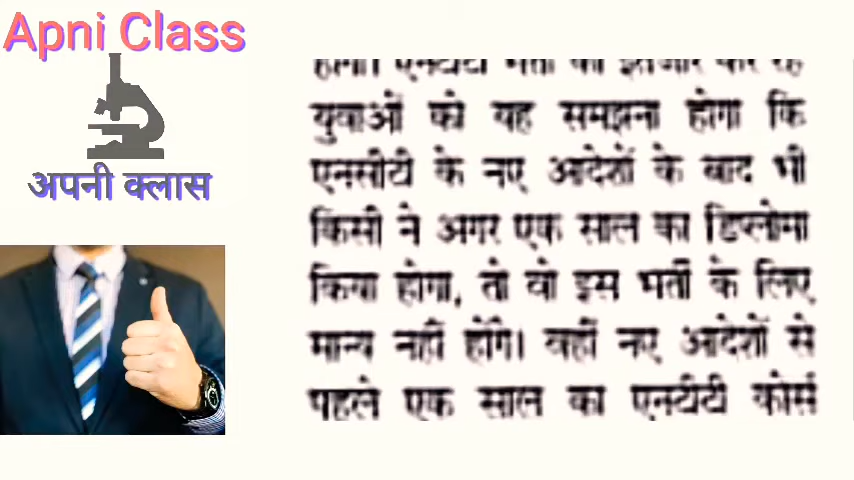 Apni Class
अपनी क्लास
युवाओं को यह समझना होगा कि
एनसीटी के नए आदेशों के बाद भी
किसी ने अगर एक साल का डिप्लोमा
किया होगा, तो वो इस भर्ती के लिए
मान्य नहीं होंगे। वहीं नए आदेशों से
पहले एक साल का एनटीटी कोर्स